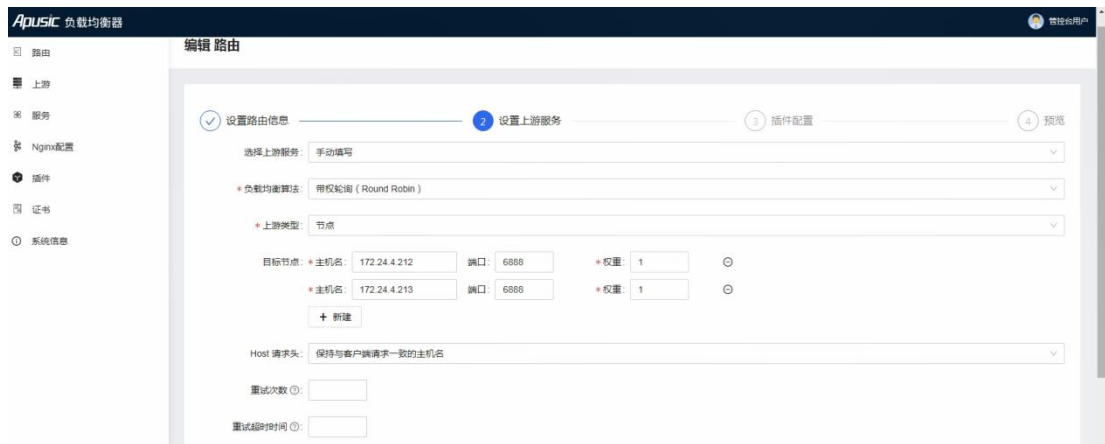 Apusic 负载均衡器
管控台用户
路由
上游
服务
Nginx配置
插件
证书
系统信息
编辑 路由
设置路由信息
2 设置上游服务
3 插件配置
4 预览
选择上游服务: 手动填写
* 负载均衡算法: 带权轮询 ( Round Robin )
* 上游类型: 节点
目标节点: * 主机名: 172.24.4.212 端口: 6888 * 权重: 1
* 主机名: 172.24.4.213 端口: 6888 * 权重: 1
+ 新建
Host 请求头: 保持与客户端请求一致的主机名
重试次数 ?:
重试超时时间 ?: